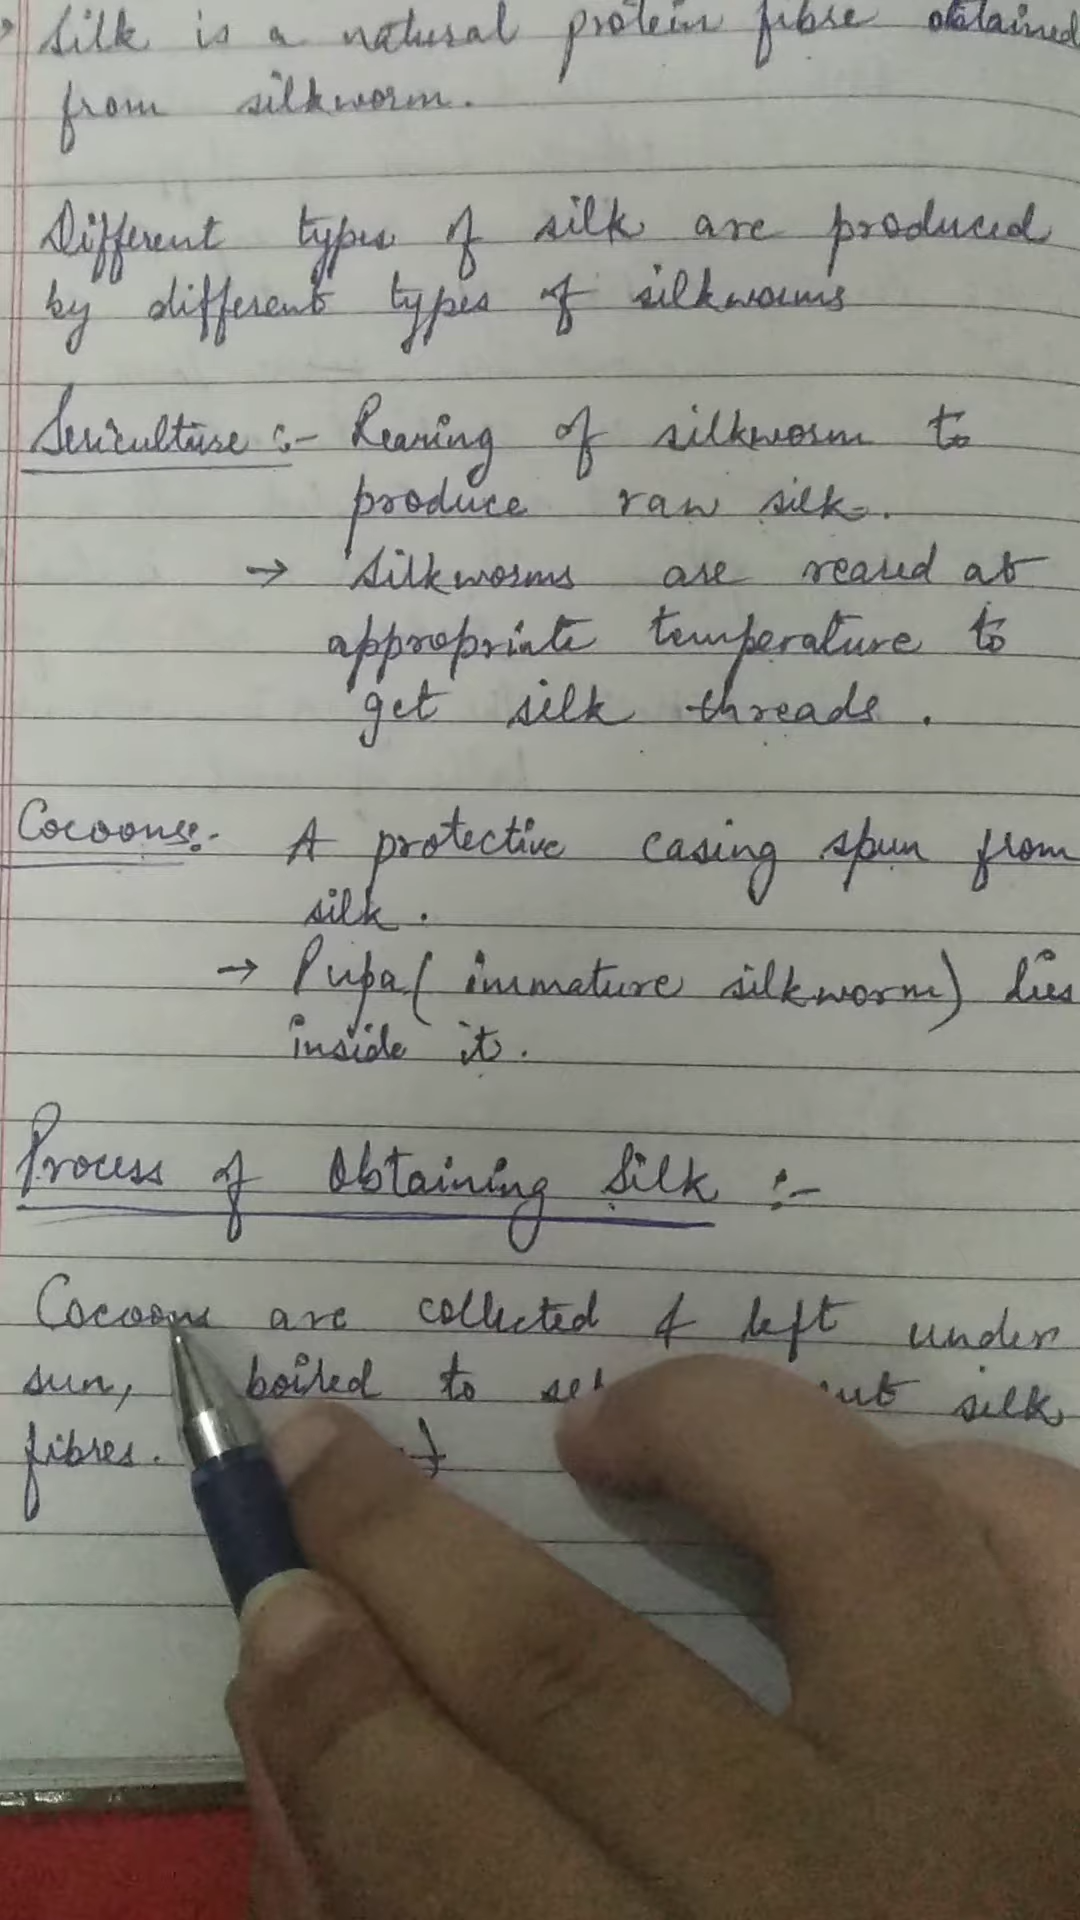 Silk is a natural protein fibre obtained
from silkworm.
Different types of silk are produced
by different types of silkworms
Sericulture :- Rearing of silkworm to
produce raw silk.
→ Silkworms are reared at
appropriate temperature to
get silk threads.
Cocoons:- A protective casing spun from
silk.
→ Pupa (immature silkworm) lies
inside it.
Process of Obtaining Silk :-
Cocoons are collected & left under
sun, boiled to silk
fibres.